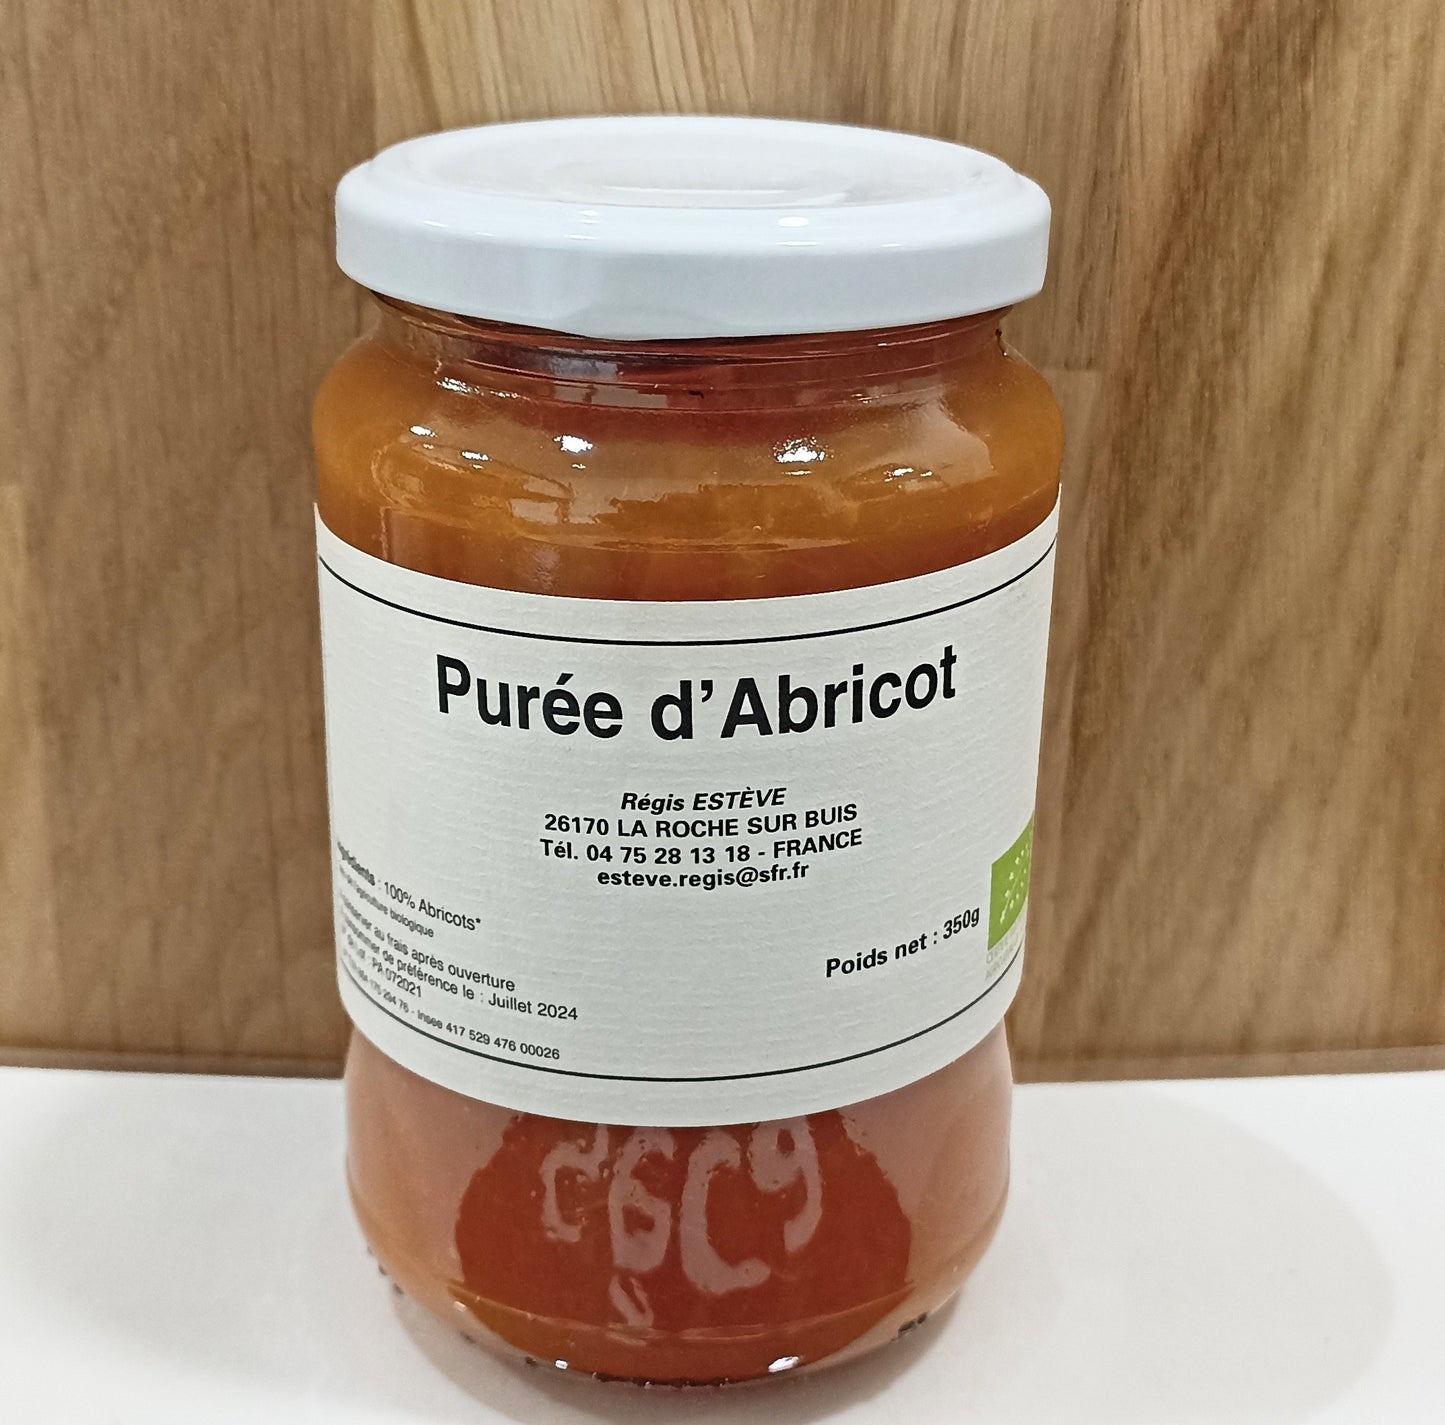 Purée d'Abricot
Régis ESTÈVE
26170 LA ROCHE SUR BUIS
Tél. 04 75 28 13 18 - FRANCE
esteve.regis@sfr.fr
: 100% Abricots*
biologique
au frais après ouverture
de préférence le : Juillet 2024
: PA 072021
- Insee 417 529 476 00026
Poids net : 350g